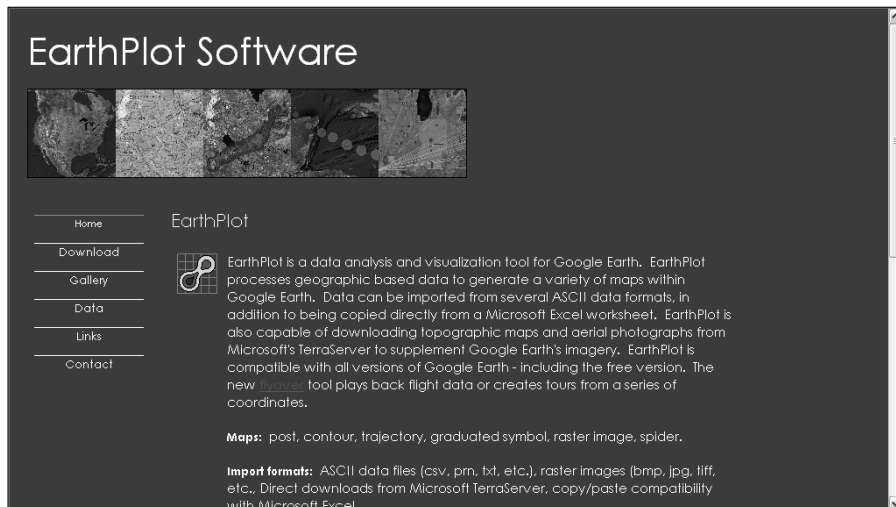 EarthPlot Software
Home
Download
Gallery
Data
Links
Contact
EarthPlot
EarthPlot is a data analysis and visualization tool for Google Earth. EarthPlot
processes geographic based data to generate a variety of maps within
Google Earth. Data can be imported from several ASCII data formats, in
addition to being copied directly from a Microsoft Excel worksheet. EarthPlot is
also capable of downloading topographic maps and aerial photographs from
Microsoft's TerraServer to supplement Google Earth's imagery. EarthPlot is
compatible with all versions of Google Earth - including the free version. The
new flyover tool plays back flight data or creates tours from a series of
coordinates.
Maps: post, contour, trajectory, graduated symbol, raster image, spider.
Import formats: ASCII data files (csv, prn, txt, etc.), raster images (bmp, jpg, tiff,
etc., Direct downloads from Microsoft TerraServer, copy/paste compatibility
with Microsoft Excel